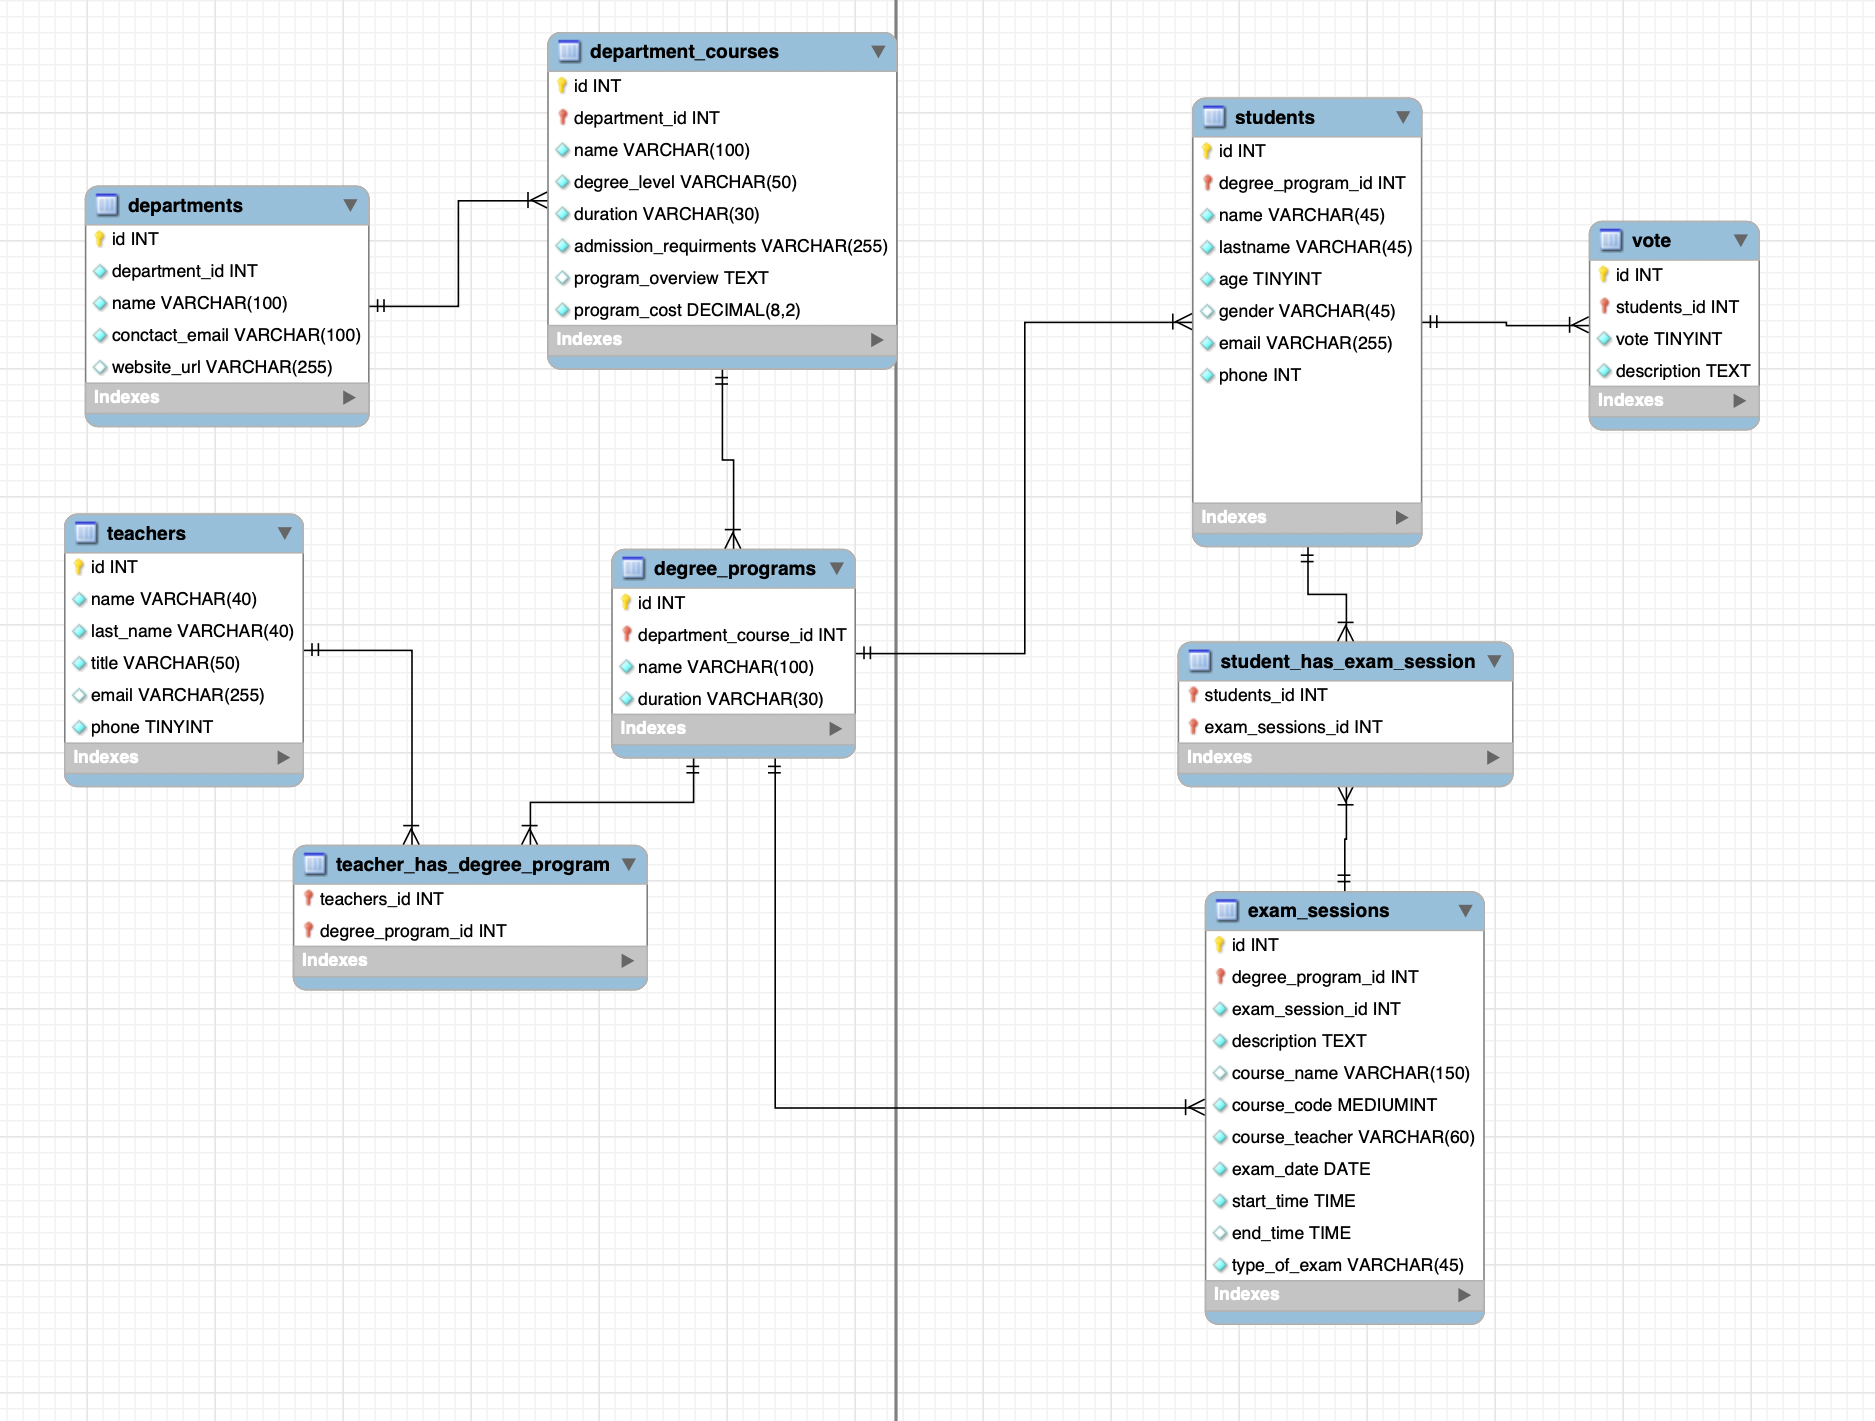 department_courses
id INT
department_id INT
name VARCHAR(100)
degree_level VARCHAR(50)
duration VARCHAR(30)
admission_requirments VARCHAR(255)
program_overview TEXT
program_cost DECIMAL(8,2)
Indexes
students
id INT
degree_program_id INT
name VARCHAR(45)
lastname VARCHAR(45)
age TINYINT
gender VARCHAR(45)
email VARCHAR(255)
phone INT
Indexes
departments
id INT
department_id INT
name VARCHAR(100)
conctact_email VARCHAR(100)
website_url VARCHAR(255)
Indexes
vote
id INT
students_id INT
vote TINYINT
description TEXT
Indexes
teachers
id INT
name VARCHAR(40)
last_name VARCHAR(40)
title VARCHAR(50)
email VARCHAR(255)
phone TINYINT
Indexes
degree_programs
id INT
department_course_id INT
name VARCHAR(100)
duration VARCHAR(30)
Indexes
student_has_exam_session
students_id INT
exam_sessions_id INT
Indexes
teacher_has_degree_program
teachers_id INT
degree_program_id INT
Indexes
exam_sessions
id INT
degree_program_id INT
exam_session_id INT
description TEXT
course_name VARCHAR(150)
course_code MEDIUMINT
course_teacher VARCHAR(60)
exam_date DATE
start_time TIME
end_time TIME
type_of_exam VARCHAR(45)
Indexes